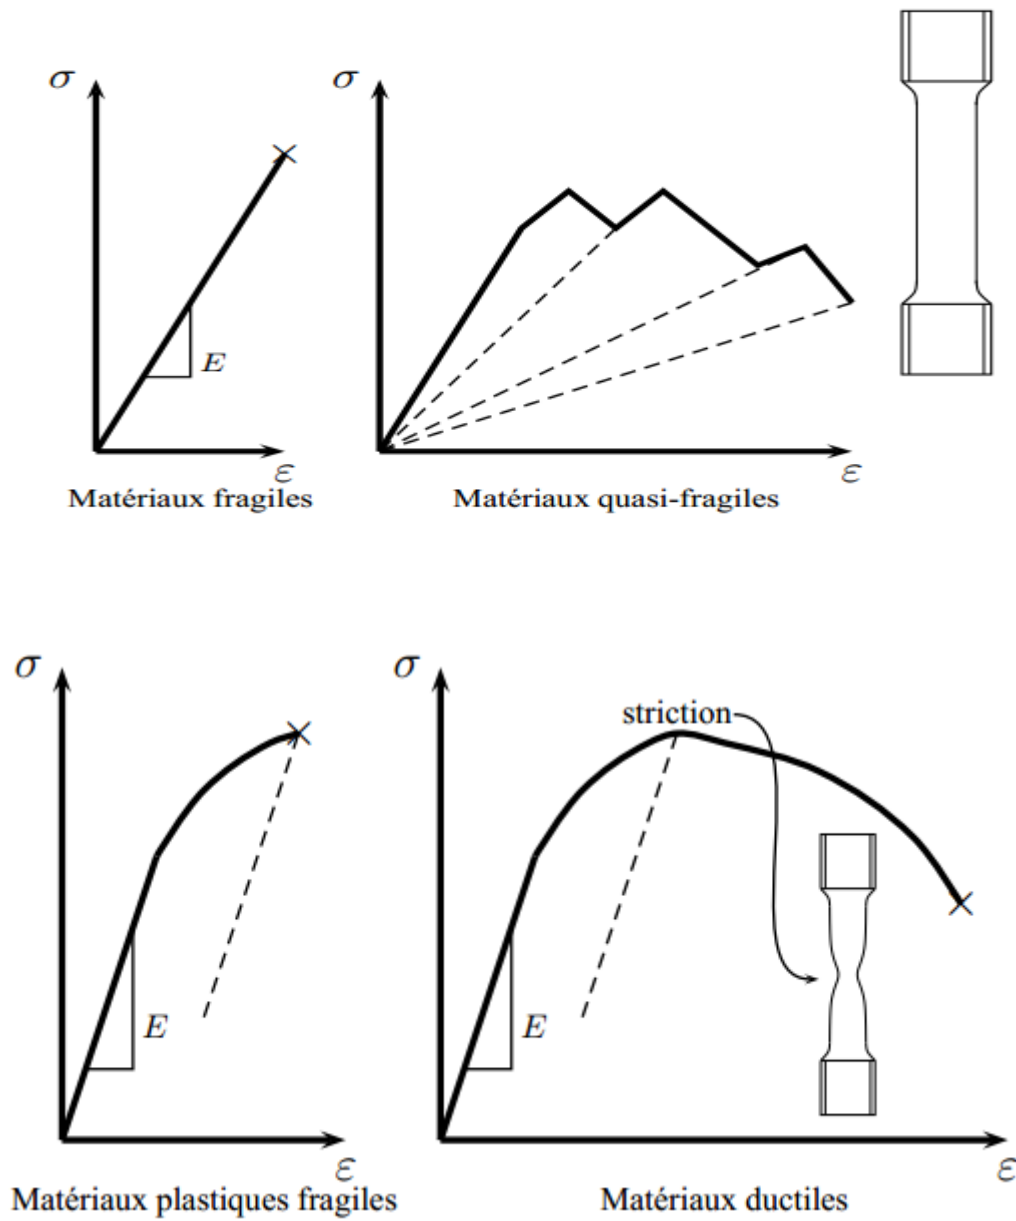 σ
σ
E
ε
ε
Matériaux fragiles
Matériaux quasi-fragiles
σ
σ
striction
E
E
ε
ε
Matériaux plastiques fragiles
Matériaux ductiles